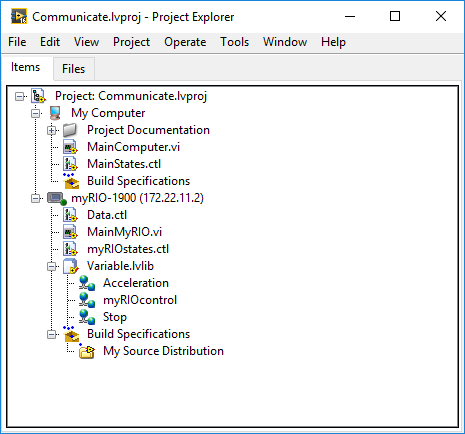 Communicate.lvproj - Project Explorer
File Edit View Project Operate Tools Window Help
Items Files
Project: Communicate.lvproj
My Computer
Project Documentation
MainComputer.vi
MainStates.ctl
Build Specifications
myRIO-1900 (172.22.11.2)
Data.ctl
MainMyRIO.vi
myRIOstates.ctl
Variable.lvlib
Acceleration
myRIOcontrol
Stop
Build Specifications
My Source Distribution